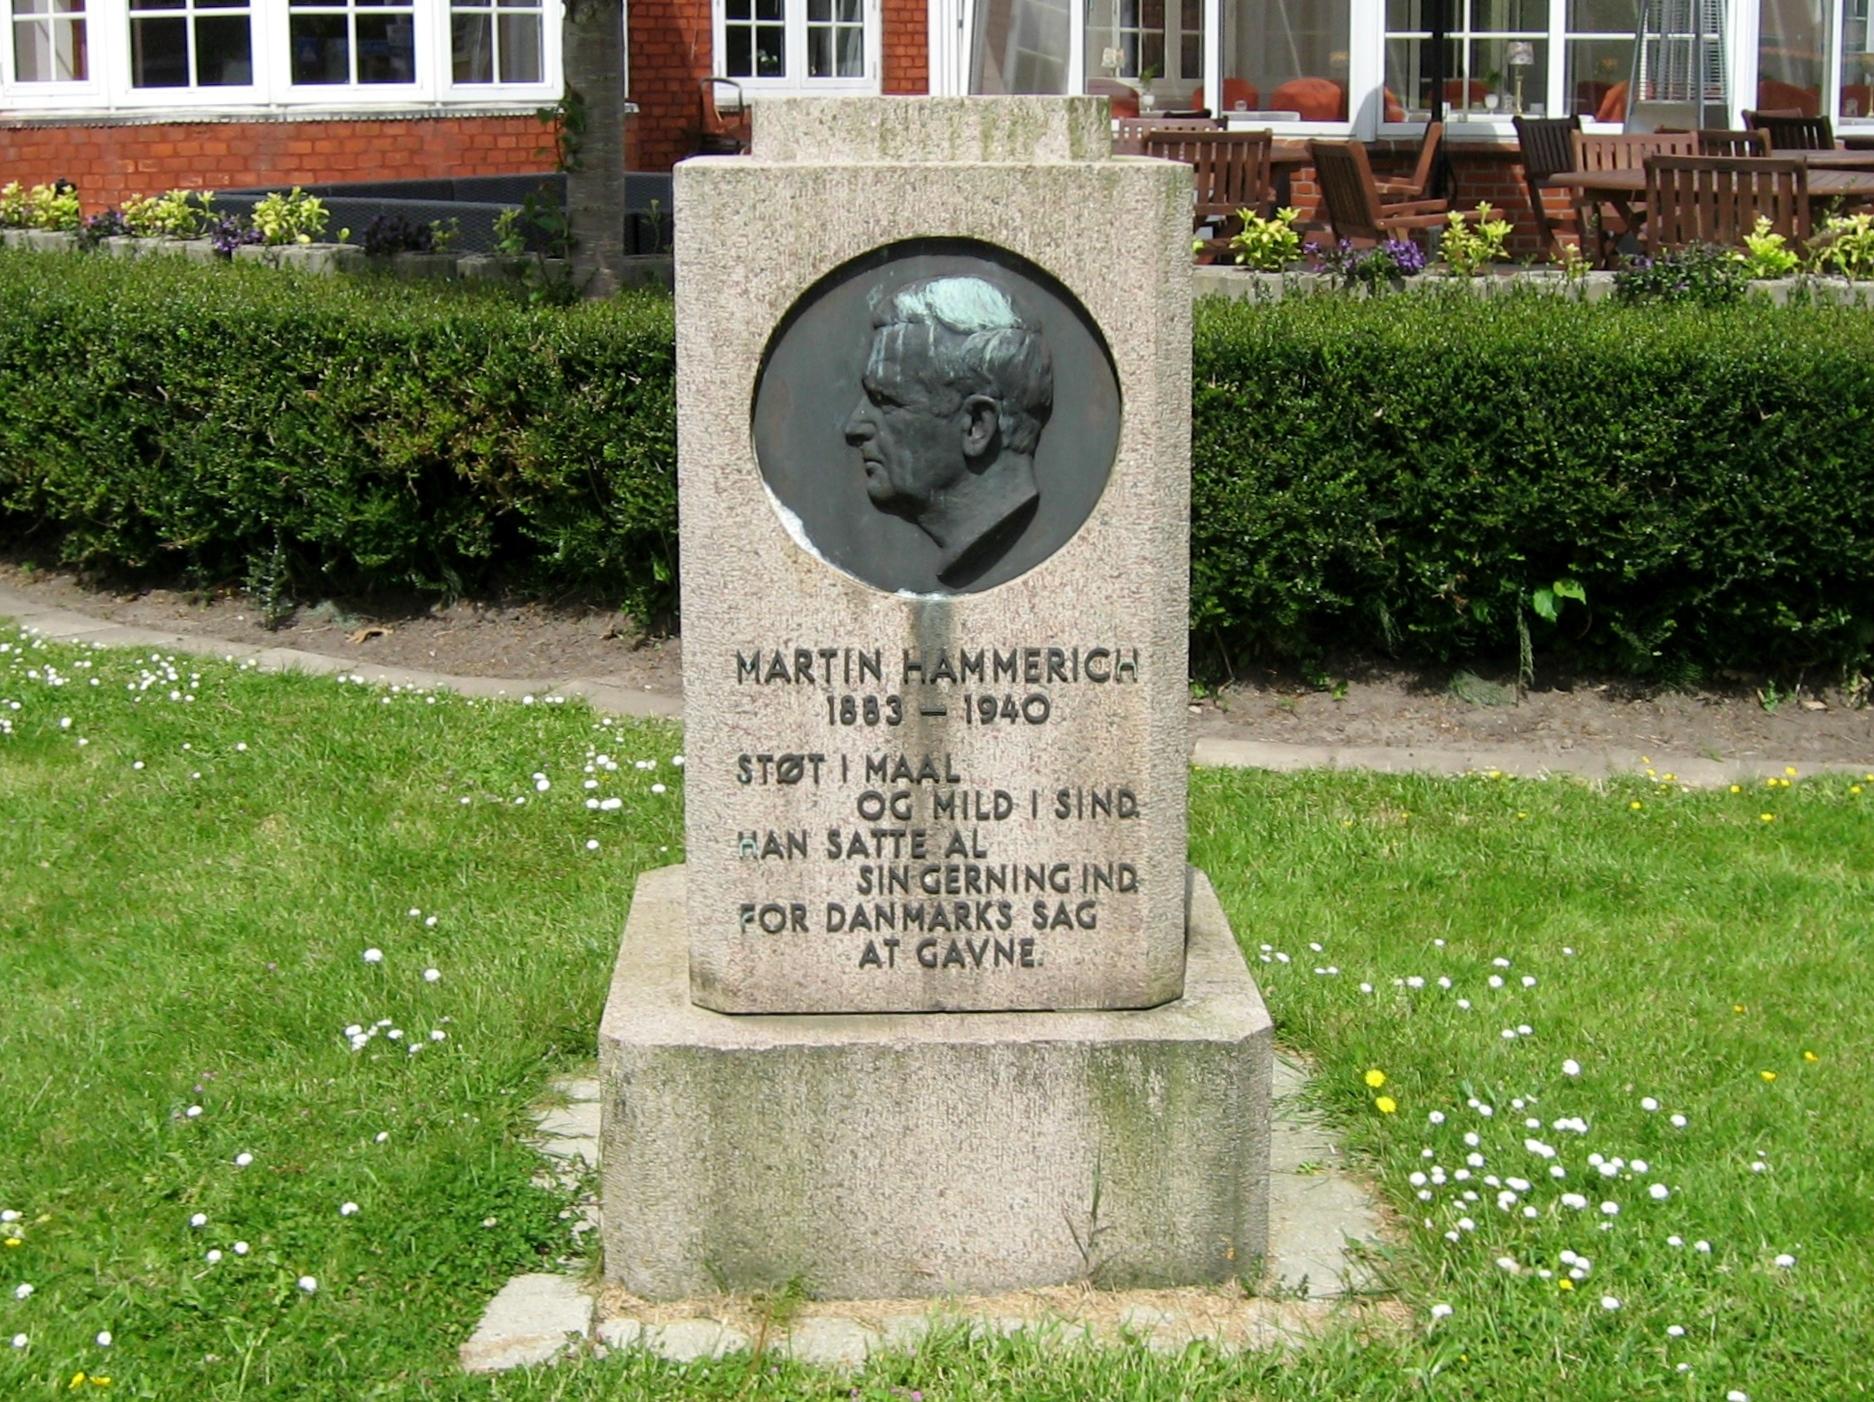 MARTIN HAMMERICH
1883 – 1940
STØT I MAAL
OG MILD I SIND.
HAN SATTE AL
SIN GERNING IND.
FOR DANMARKS SAG
AT GAVNE.